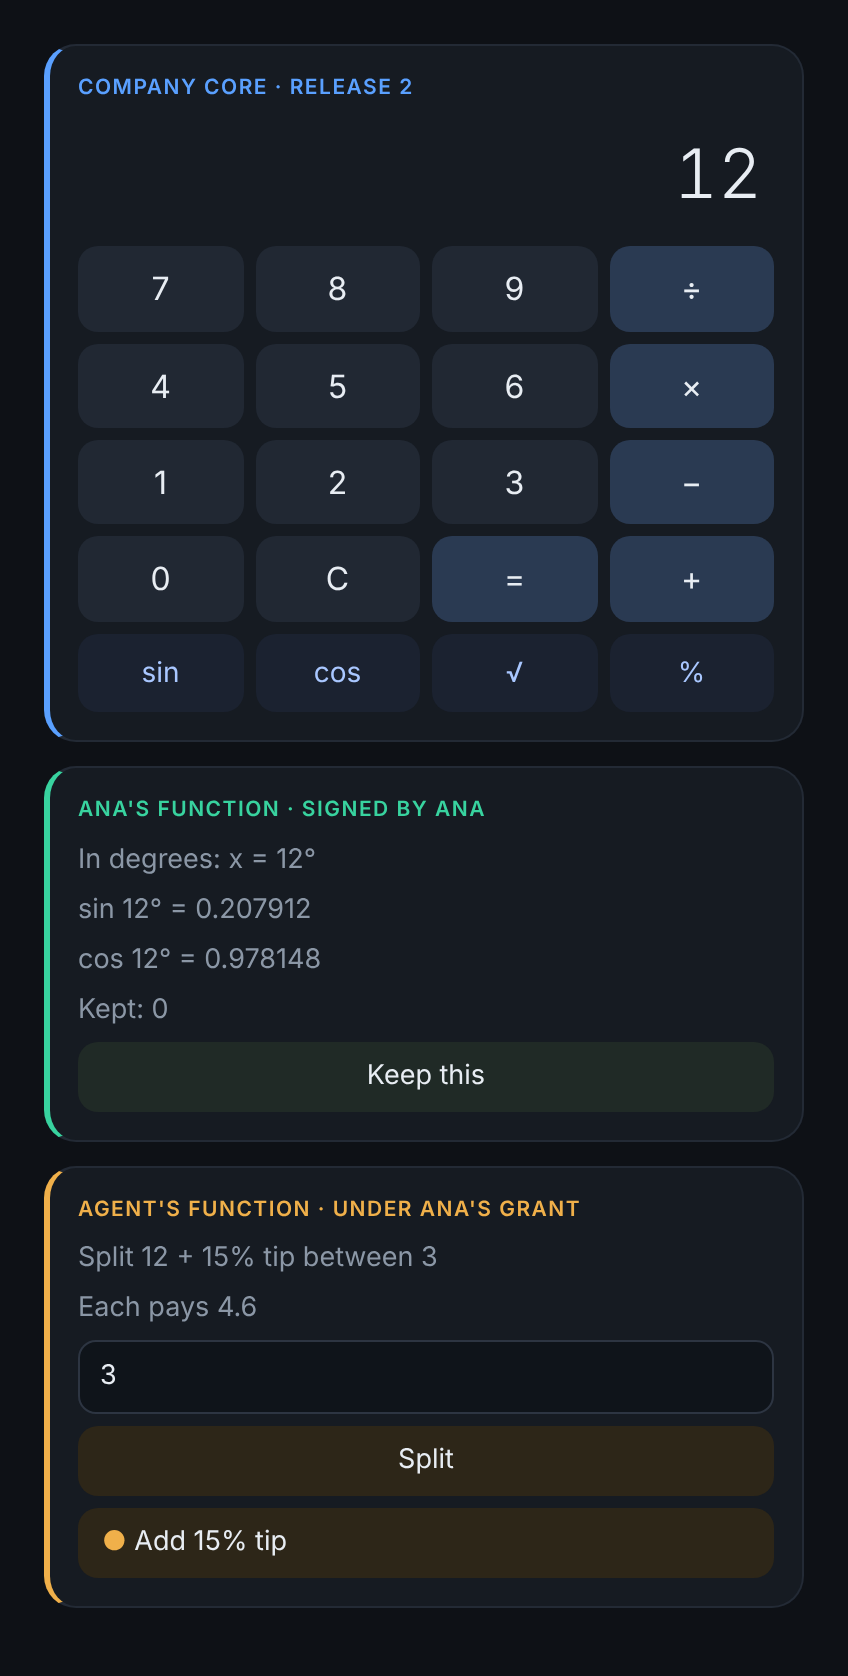 COMPANY CORE · RELEASE 2
12
7 8 9 ÷
4 5 6 ×
1 2 3 −
0 C = +
sin cos √ %
ANA'S FUNCTION · SIGNED BY ANA
In degrees: x = 12°
sin 12° = 0.207912
cos 12° = 0.978148
Kept: 0
Keep this
AGENT'S FUNCTION · UNDER ANA'S GRANT
Split 12 + 15% tip between 3
Each pays 4.6
3
Split
Add 15% tip